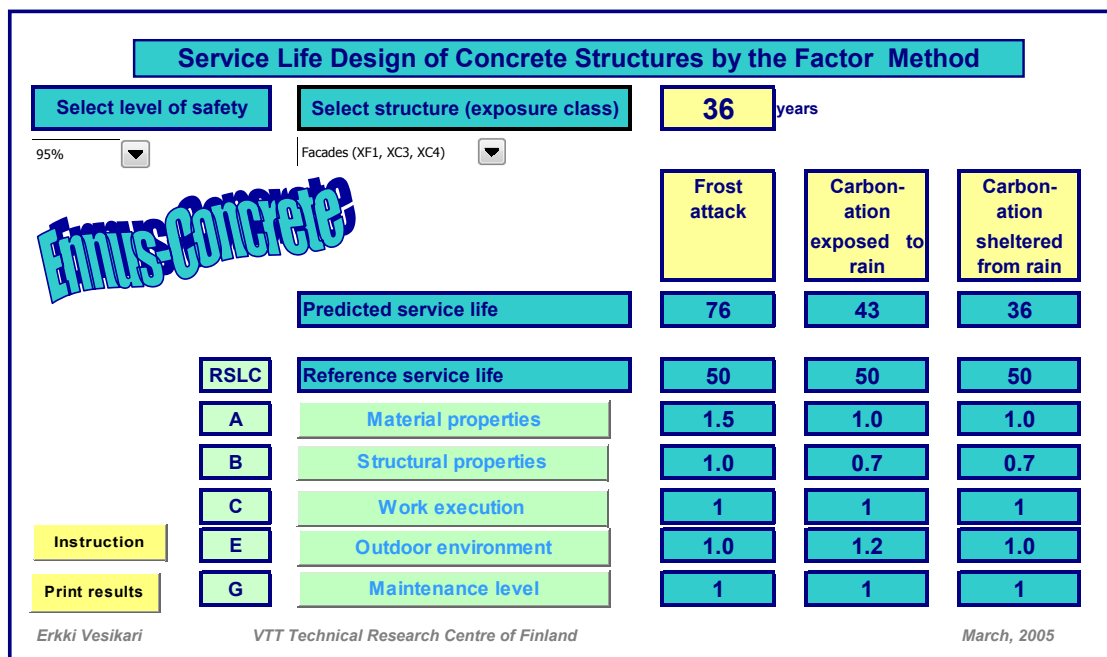 Service Life Design of Concrete Structures by the Factor Method
Select level of safety
Select structure (exposure class)
36
years
95%
Facades (XF1, XC3, XC4)
Ennus-Concrete
Frost
attack
Carbon-
ation
exposed to
rain
Carbon-
ation
sheltered
from rain
Predicted service life 76 43 36
RSLC Reference service life 50 50 50
A Material properties 1.5 1.0 1.0
B Structural properties 1.0 0.7 0.7
C Work execution 1 1 1
Instruction
E Outdoor environment 1.0 1.2 1.0
Print results
G Maintenance level 1 1 1
Erkki Vesikari VTT Technical Research Centre of Finland March, 2005